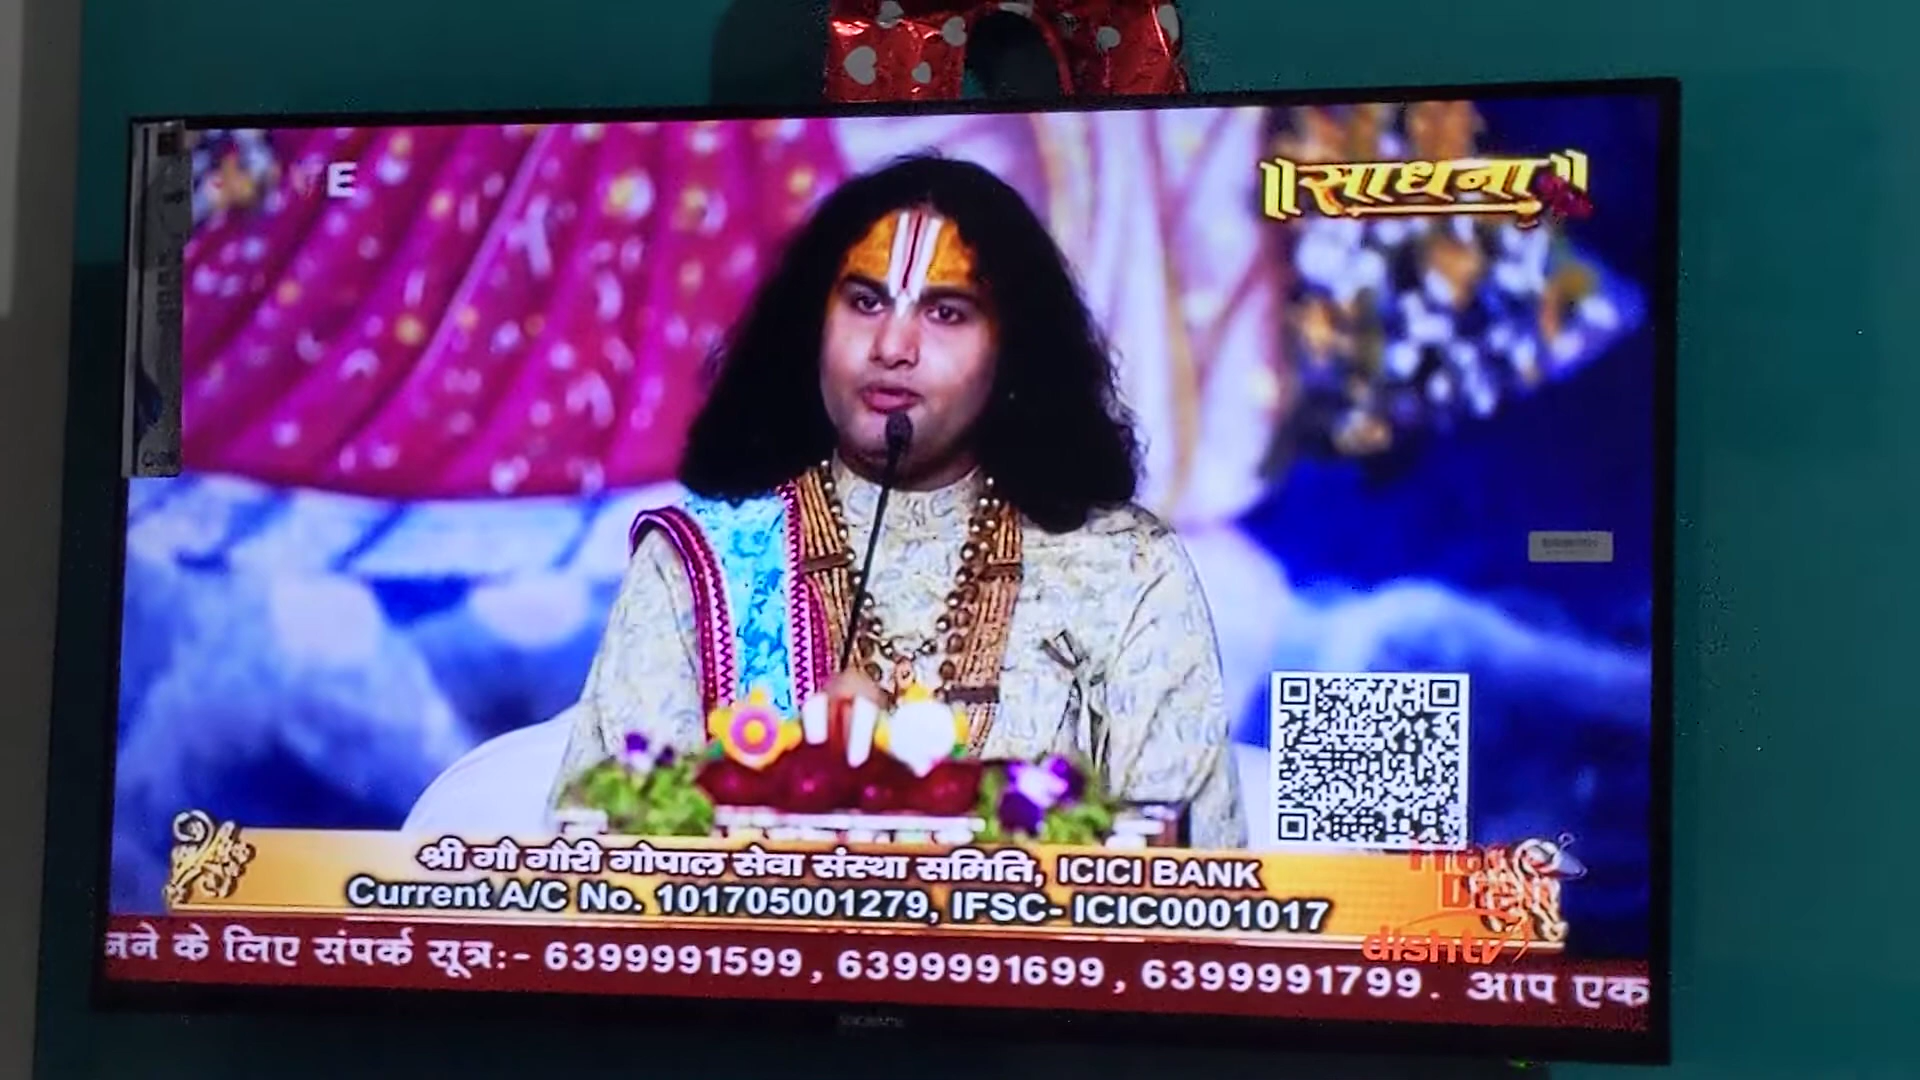 ॥साधना॥
श्री गौ गौरी गोपाल सेवा संस्था समिति, ICICI BANK
Current A/C No. 101705001279, IFSC- ICIC0001017
के लिए संपर्क सूत्र:- 6399991599, 6399991699, 6399991799. आप एक
dishtv